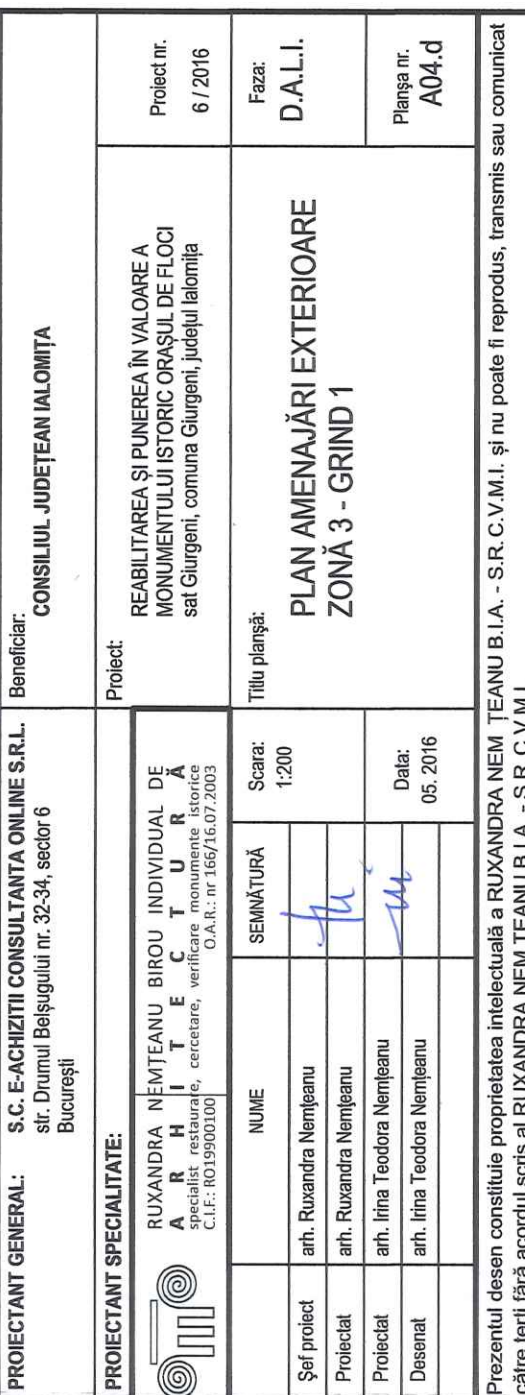 PROIECTANT GENERAL:
S.C. E-ACHIZITII CONSULTANTA ONLINE S.R.L.
str. Drumul Belşugului nr. 32-34, sector 6
Bucureşti
Beneficiar:
CONSILIUL JUDEŢEAN IALOMIŢA
PROIECTANT SPECIALITATE:
RUXANDRA NEMŢEANU BIROU INDIVIDUAL DE
A R H I T E C T U R Ă
specialist restaurare, cercetare, verificare monumente istorice
C.I.F.: RO19900100
O.A.R.: nr 166/16.07.2003
Proiect:
REABILITAREA ŞI PUNEREA ÎN VALOARE A
MONUMENTULUI ISTORIC ORAŞUL DE FLOCI
sat Giurgeni, comuna Giurgeni, judeţul Ialomiţa
Proiect nr.
6 / 2016
NUME
SEMNĂTURĂ
Scara:
1:200
Şef proiect
arh. Ruxandra Nemţeanu
Proiectat
arh. Ruxandra Nemţeanu
Proiectat
arh. Irina Teodora Nemţeanu
Desenat
arh. Irina Teodora Nemţeanu
Data:
05. 2016
Titlu planşă:
PLAN AMENAJĂRI EXTERIOARE
ZONĂ 3 - GRIND 1
Faza:
D.A.L.I.
Planşa nr.
A04.d
Prezentul desen constituie proprietatea intelectuală a RUXANDRA NEM ŢEANU B.I.A. - S.R. C.V.M.I. şi nu poate fi reprodus, transmis sau comunicat
către terţi fără acordul scris al RUXANDRA NEM ŢEANU B.I.A. - S.R. C.V.M.I.